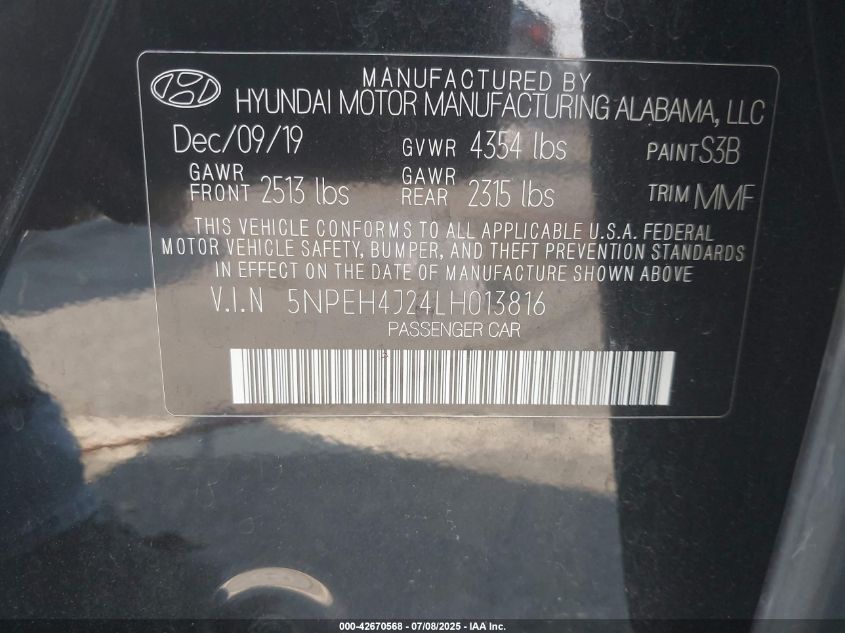 MANUFACTURED BY
HYUNDAI MOTOR MANUFACTURING ALABAMA, LLC
Dec/09/19 GVWR 4354 lbs PAINT S3B
GAWR FRONT 2513 lbs GAWR REAR 2315 lbs TRIM MMF
THIS VEHICLE CONFORMS TO ALL APPLICABLE U.S.A. FEDERAL
MOTOR VEHICLE SAFETY, BUMPER, AND THEFT PREVENTION STANDARDS
IN EFFECT ON THE DATE OF MANUFACTURE SHOWN ABOVE
V.I.N 5NPEH4J24LH013816
PASSENGER CAR
000-42670568 - 07/08/2025 - IAA Inc.